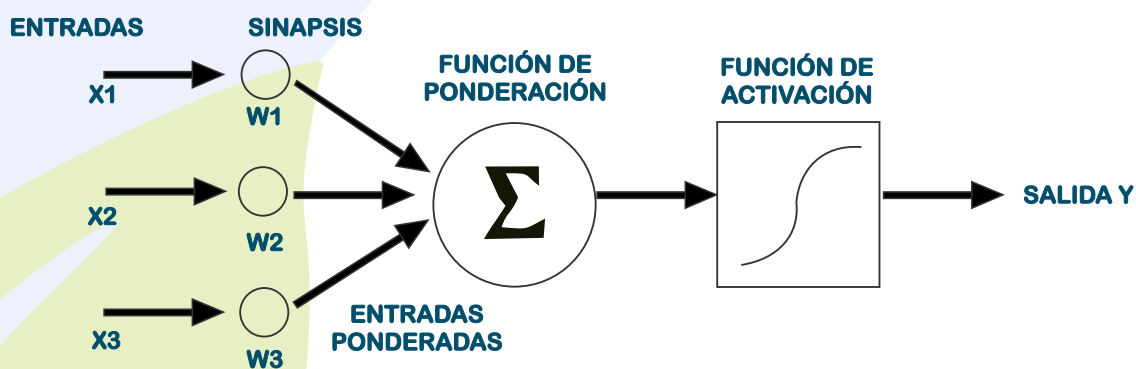 ENTRADAS
SINAPSIS
X1
W1
X2
W2
X3
W3
FUNCIÓN DE
PONDERACIÓN
Σ
ENTRADAS
PONDERADAS
FUNCIÓN DE
ACTIVACIÓN
SALIDA Y